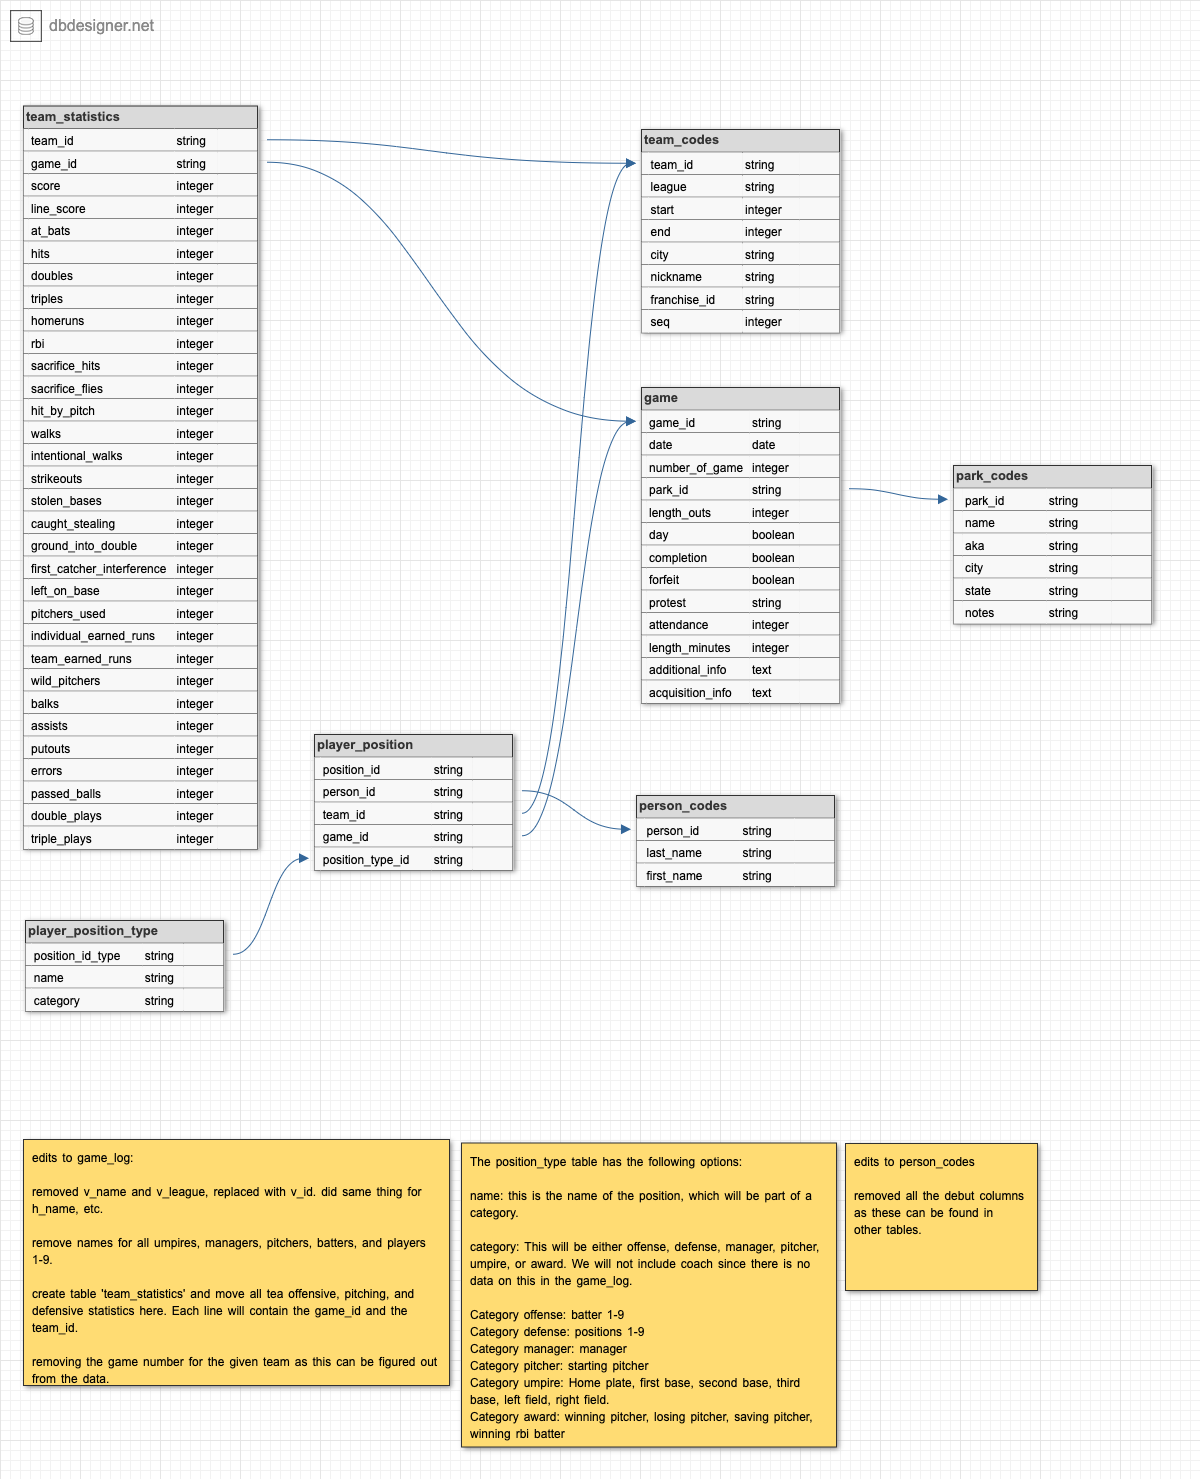 dbdesigner.net
team_statistics
team_id string
game_id string
score integer
line_score integer
at_bats integer
hits integer
doubles integer
triples integer
homeruns integer
rbi integer
sacrifice_hits integer
sacrifice_flies integer
hit_by_pitch integer
walks integer
intentional_walks integer
strikeouts integer
stolen_bases integer
caught_stealing integer
ground_into_double integer
first_catcher_interference integer
left_on_base integer
pitchers_used integer
individual_earned_runs integer
team_earned_runs integer
wild_pitchers integer
balks integer
assists integer
putouts integer
errors integer
passed_balls integer
double_plays integer
triple_plays integer
team_codes
team_id string
league string
start integer
end integer
city string
nickname string
franchise_id string
seq integer
game
game_id string
date date
number_of_game integer
park_id string
length_outs integer
day boolean
completion boolean
forfeit boolean
protest string
attendance integer
length_minutes integer
additional_info text
acquisition_info text
park_codes
park_id string
name string
aka string
city string
state string
notes string
player_position
position_id string
person_id string
team_id string
game_id string
position_type_id string
person_codes
person_id string
last_name string
first_name string
player_position_type
position_id_type string
name string
category string
edits to game_log:
removed v_name and v_league, replaced with v_id. did same thing for
h_name, etc.
remove names for all umpires, managers, pitchers, batters, and players
1-9.
create table 'team_statistics' and move all tea offensive, pitching, and
defensive statistics here. Each line will contain the game_id and the
team_id.
removing the game number for the given team as this can be figured out
from the data.
The position_type table has the following options:
name: this is the name of the position, which will be part of a
category.
category: This will be either offense, defense, manager, pitcher,
umpire, or award. We will not include coach since there is no
data on this in the game_log.
Category offense: batter 1-9
Category defense: positions 1-9
Category manager: manager
Category pitcher: starting pitcher
Category umpire: Home plate, first base, second base, third
base, left field, right field.
Category award: winning pitcher, losing pitcher, saving pitcher,
winning rbi batter
edits to person_codes
removed all the debut columns
as these can be found in
other tables.